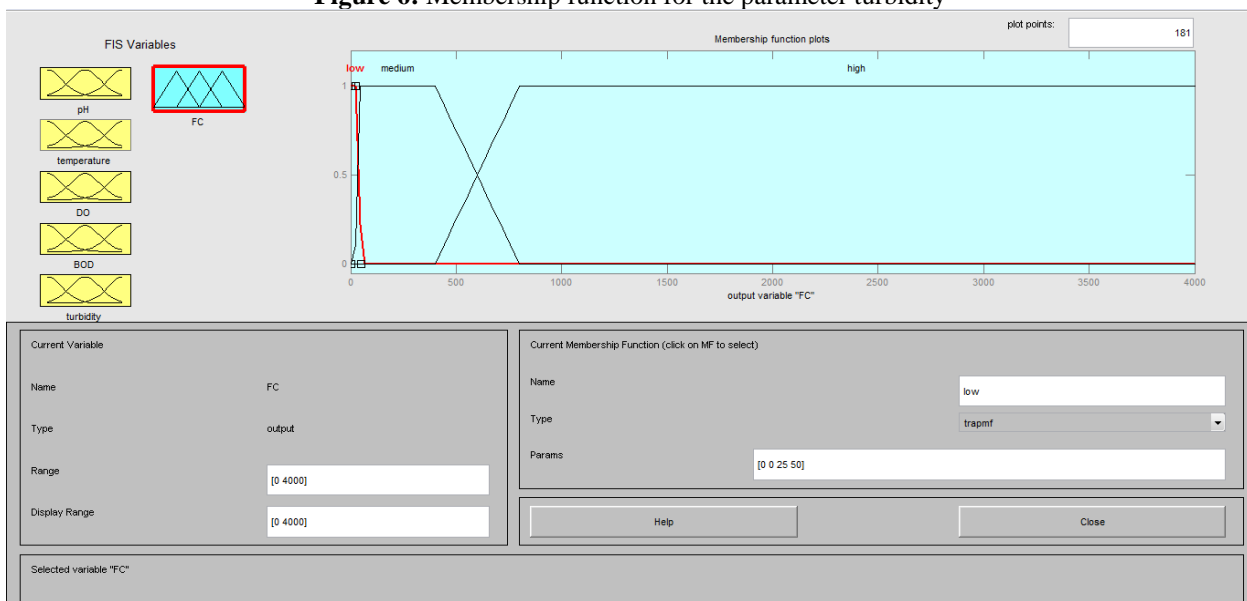 Figure 6. Membership function for the parameter turbidity
FIS Variables
pH
temperature
DO
BOD
turbidity
FC
Membership function plots
plot points:
181
low medium high
1
0.5
0
0 500 1000 1500 2000 2500 3000 3500 4000
output variable "FC"
Current Variable
Name FC
Type output
Range [0 4000]
Display Range [0 4000]
Current Membership Function (click on MF to select)
Name low
Type trapmf
Params [0 0 25 50]
Help Close
Selected variable "FC"